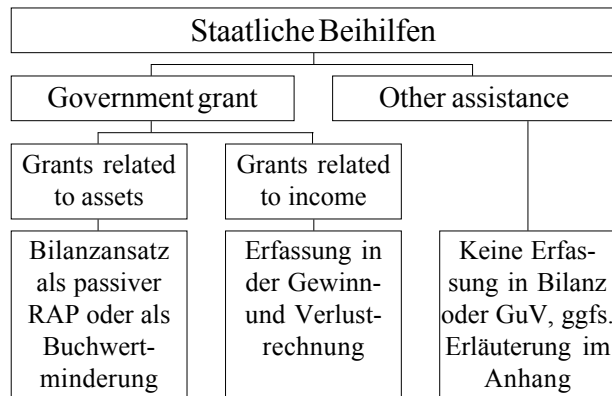 Staatliche Beihilfen
Government grant
Other assistance
Grants related
to assets
Grants related
to income
Bilanzansatz
als passiver
RAP oder als
Buchwert-
minderung
Erfassung in
der Gewinn-
und Verlust-
rechnung
Keine Erfas-
sung in Bilanz
oder GuV, ggfs.
Erläuterung im
Anhang